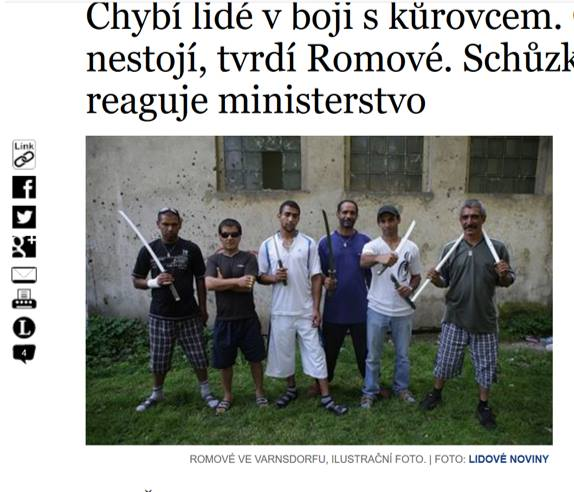 Chybí lidé v boji s kůrovcem.
nestojí, tvrdí Romové. Schůzk
reaguje ministerstvo
Link
f
g+
L
4
ROMOVÉ VE VARNSDORFU, ILUSTRAČNÍ FOTO. | FOTO: LIDOVÉ NOVINY